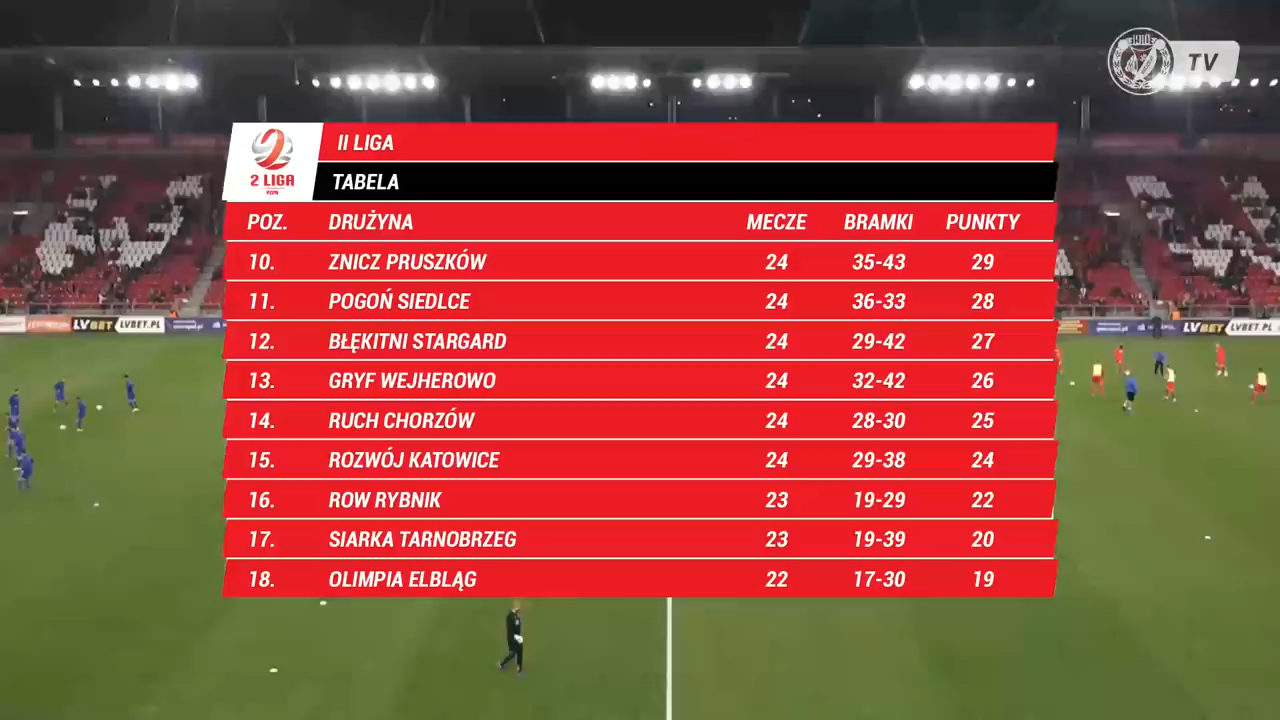 TV
II LIGA
2 LIGA
PZPN
TABELA
POZ. DRUŻYNA MECZE BRAMKI PUNKTY
10. ZNICZ PRUSZKÓW 24 35-43 29
11. POGOŃ SIEDLCE 24 36-33 28
12. BŁĘKITNI STARGARD 24 29-42 27
13. GRYF WEJHEROWO 24 32-42 26
14. RUCH CHORZÓW 24 28-30 25
15. ROZWÓJ KATOWICE 24 29-38 24
16. ROW RYBNIK 23 19-29 22
17. SIARKA TARNOBRZEG 23 19-39 20
18. OLIMPIA ELBLĄG 22 17-30 19
LVBET LVBET.PL
LVBET LVBET.PL